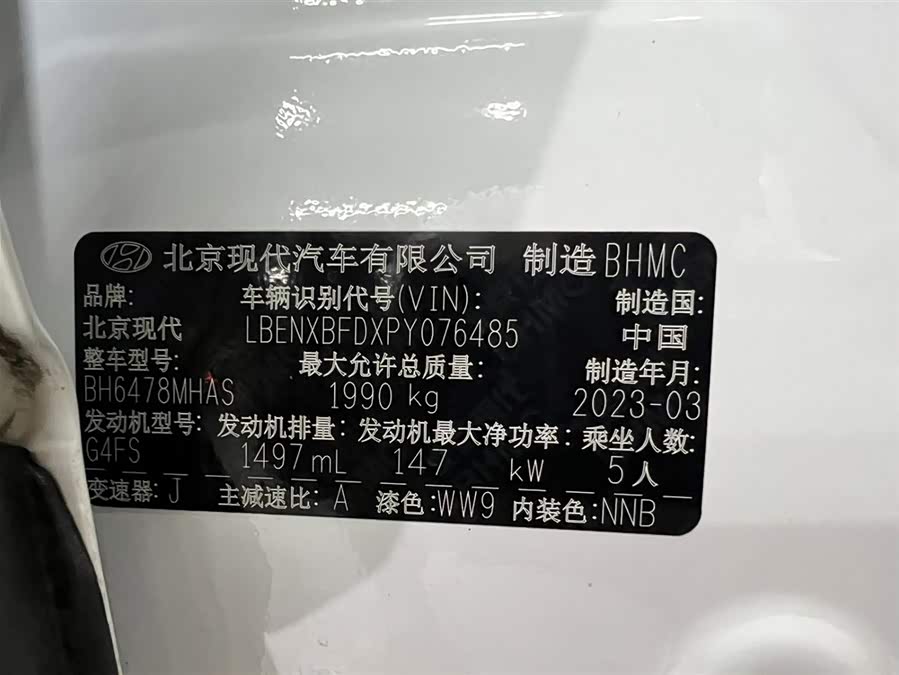 北京现代汽车有限公司 制造 BHMC
品牌: 车辆识别代号(VIN): 制造国:
北京现代 LBENXBFDXPY076485 中国
整车型号: 最大允许总质量: 制造年月:
BH6478MHAS 1990 kg 2023-03
发动机型号: 发动机排量: 发动机最大净功率: 乘坐人数:
G4FS 1497 mL 147 kW 5人
变速器: J 主减速比: A 漆色:WW9 内装色:NNB